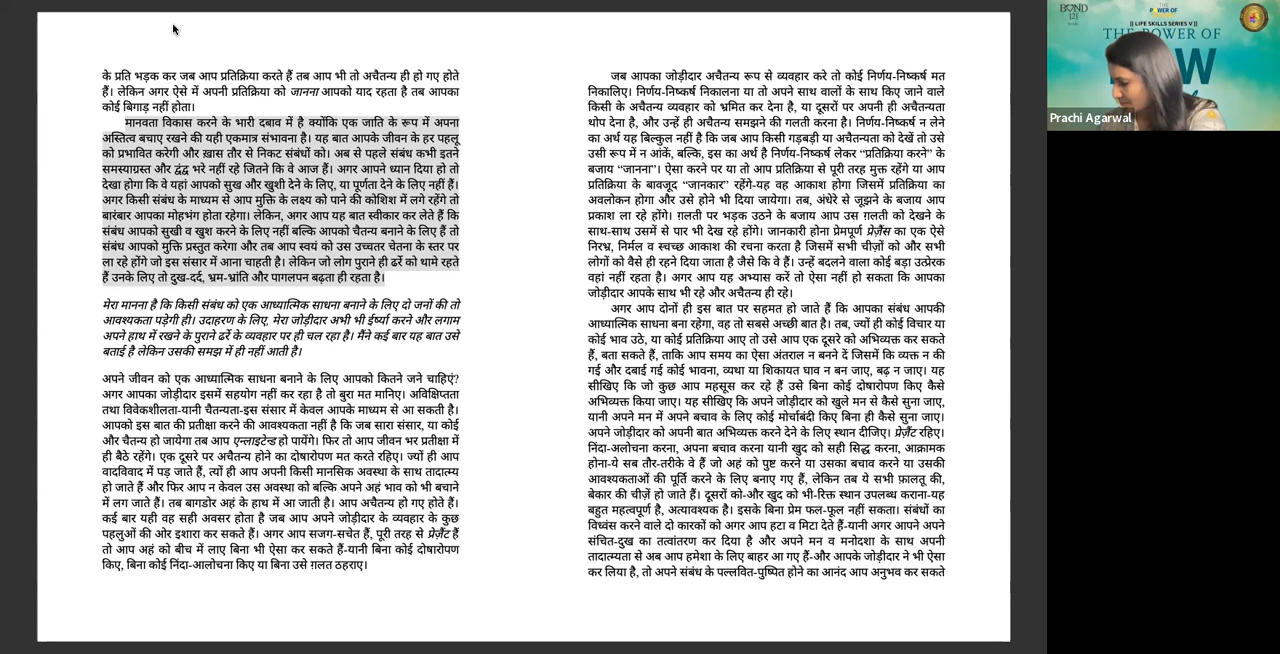 के प्रति भड़क कर जब आप प्रतिक्रिया करते हैं तब आप भी तो अचैतन्य ही हो गए होते
हैं। लेकिन अगर ऐसे में अपनी प्रतिक्रिया को जानना आपको याद रहता है तब आपका
कोई बिगाड़ नहीं होता।
मानवता विकास करने के भारी दबाव में है क्योंकि एक जाति के रूप में अपना
अस्तित्व बचाए रखने की यही एकमात्र संभावना है। यह बात आपके जीवन के हर पहलू
को प्रभावित करेगी और ख़ास तौर से निकट संबंधों को। अब से पहले संबंध कभी इतने
समस्याग्रस्त और द्वंद्व भरे नहीं रहे जितने कि वे आज हैं। अगर आपने ध्यान दिया हो तो
देखा होगा कि वे यहां आपको सुख और खुशी देने के लिए, या पूर्णता देने के लिए नहीं हैं।
अगर किसी संबंध के माध्यम से आप मुक्ति के लक्ष्य को पाने की कोशिश में लगे रहेंगे तो
बारंबार आपका मोहभंग होता रहेगा। लेकिन, अगर आप यह बात स्वीकार कर लेते हैं कि
संबंध आपको सुखी व खुश करने के लिए नहीं बल्कि आपको चैतन्य बनाने के लिए हैं तो
संबंध आपको मुक्ति प्रस्तुत करेगा और तब आप स्वयं को उस उच्चतर चेतना के स्तर पर
ला रहे होंगे जो इस संसार में आना चाहती है। लेकिन जो लोग पुराने ही ढर्रे को थामे रहते
हैं उनके लिए तो दुख-दर्द, भ्रम-भ्रांति और पागलपन बढ़ता ही रहता है।
मेरा मानना है कि किसी संबंध को एक आध्यात्मिक साधना बनाने के लिए दो जनों की तो
आवश्यकता पड़ेगी ही। उदाहरण के लिए, मेरा जोड़ीदार अभी भी ईर्ष्या करने और लगाम
अपने हाथ में रखने के पुराने ढर्रे के व्यवहार पर ही चल रहा है। मैंने कई बार यह बात उसे
बताई है लेकिन उसकी समझ में ही नहीं आती है।
अपने जीवन को एक आध्यात्मिक साधना बनाने के लिए आपको कितने जने चाहिएं?
अगर आपका जोड़ीदार इसमें सहयोग नहीं कर रहा है तो बुरा मत मानिए। अविक्षिप्तता
तथा विवेकशीलता-यानी चैतन्यता-इस संसार में केवल आपके माध्यम से आ सकती है।
आपको इस बात की प्रतीक्षा करने की आवश्यकता नहीं है कि जब सारा संसार, या कोई
और चैतन्य हो जायेगा तब आप एन्लाइटेन्ड हो पायेंगे। फिर तो आप जीवन भर प्रतीक्षा में
ही बैठे रहेंगे। एक दूसरे पर अचैतन्य होने का दोषारोपण मत करते रहिए। ज्यों ही आप
वादविवाद में पड़ जाते हैं, त्यों ही आप अपनी किसी मानसिक अवस्था के साथ तादात्म्य
हो जाते हैं और फिर आप न केवल उस अवस्था को बल्कि अपने अहं भाव को भी बचाने
में लग जाते हैं। तब बागडोर अहं के हाथ में आ जाती है। आप अचैतन्य हो गए होते हैं।
कई बार यही वह सही अवसर होता है जब आप अपने जोड़ीदार के व्यवहार के कुछ
पहलुओं की ओर इशारा कर सकते हैं। अगर आप सजग-सचेत हैं, पूरी तरह से प्रेज़ैंट हैं
तो आप अहं को बीच में लाए बिना भी ऐसा कर सकते हैं-यानी बिना कोई दोषारोपण
किए, बिना कोई निंदा-आलोचना किए या बिना उसे ग़लत ठहराए।
जब आपका जोड़ीदार अचैतन्य रूप से व्यवहार करे तो कोई निर्णय-निष्कर्ष मत
निकालिए। निर्णय-निष्कर्ष निकालना या तो अपने साथ वालों के साथ किए जाने वाले
किसी के अचैतन्य व्यवहार को भ्रमित कर देना है, या दूसरों पर अपनी ही अचैतन्यता
थोप देना है, और उन्हें ही अचैतन्य समझने की गलती करना है। निर्णय-निष्कर्ष न लेने
का अर्थ यह बिल्कुल नहीं है कि जब आप किसी गड़बड़ी या अचैतन्यता को देखें तो उसे
उसी रूप में न आंकें, बल्कि, इस का अर्थ है निर्णय-निष्कर्ष लेकर “प्रतिक्रिया करने” के
बजाय “जानना”। ऐसा करने पर या तो आप प्रतिक्रिया से पूरी तरह मुक्त रहेंगे या आप
प्रतिक्रिया के बावजूद “जानकार” रहेंगे-यह वह आकाश होगा जिसमें प्रतिक्रिया का
अवलोकन होगा और उसे होने भी दिया जायेगा। तब, अंधेरे से जूझने के बजाय आप
प्रकाश ला रहे होंगे। ग़लती पर भड़क उठने के बजाय आप उस ग़लती को देखने के
साथ-साथ उसमें से पार भी देख रहे होंगे। जानकारी होना प्रेमपूर्ण प्रेज़ैंस का एक ऐसे
निरभ्र, निर्मल व स्वच्छ आकाश की रचना करता है जिसमें सभी चीज़ों को और सभी
लोगों को वैसे ही रहने दिया जाता है जैसे कि वे हैं। उन्हें बदलने वाला कोई बड़ा उत्प्रेरक
वहां नहीं रहता है। अगर आप यह अभ्यास करें तो ऐसा नहीं हो सकता कि आपका
जोड़ीदार आपके साथ भी रहे और अचैतन्य ही रहे।
अगर आप दोनों ही इस बात पर सहमत हो जाते हैं कि आपका संबंध आपकी
आध्यात्मिक साधना बना रहेगा, वह तो सबसे अच्छी बात है। तब, ज्यों ही कोई विचार या
कोई भाव उठे, या कोई प्रतिक्रिया आए तो उसे आप एक दूसरे को अभिव्यक्त कर सकते
हैं, बता सकते हैं, ताकि आप समय का ऐसा अंतराल न बनने दें जिसमें कि व्यक्त न की
गई और दबाई गई कोई भावना, व्यथा या शिकायत घाव न बन जाए, बढ़ न जाए। यह
सीखिए कि जो कुछ आप महसूस कर रहे हैं उसे बिना कोई दोषारोपण किए कैसे
अभिव्यक्त किया जाए। यह सीखिए कि अपने जोड़ीदार को खुले मन से कैसे सुना जाए,
यानी अपने मन में अपने बचाव के लिए कोई मोर्चाबंदी किए बिना ही कैसे सुना जाए।
अपने जोड़ीदार को अपनी बात अभिव्यक्त करने देने के लिए स्थान दीजिए। प्रेज़ैंट रहिए।
निंदा-अलोचना करना, अपना बचाव करना यानी खुद को सही सिद्ध करना, आक्रामक
होना-ये सब तौर-तरीके वे हैं जो अहं को पुष्ट करने या उसका बचाव करने या उसकी
आवश्यकताओं की पूर्ति करने के लिए बनाए गए हैं, लेकिन तब ये सभी फ़ालतू की,
बेकार की चीज़ें हो जाते हैं। दूसरों को-और खुद को भी-रिक्त स्थान उपलब्ध कराना-यह
बहुत महत्वपूर्ण है, अत्यावश्यक है। इसके बिना प्रेम फल-फूल नहीं सकता। संबंधों का
विध्वंस करने वाले दो कारकों को अगर आप हटा व मिटा देते हैं-यानी अगर आपने अपने
संचित-दुख का तत्वांतरण कर दिया है और अपने मन व मनोदशा के साथ अपनी
तादात्म्यता से अब आप हमेशा के लिए बाहर आ गए हैं-और आपके जोड़ीदार ने भी ऐसा
कर लिया है, तो अपने संबंध के पल्लवित-पुष्पित होने का आनंद आप अनुभव कर सकते
BOND
THE
POWER OF
|| LIFE SKILLS SERIES V ||
THE POWER OF
W
Prachi Agarwal